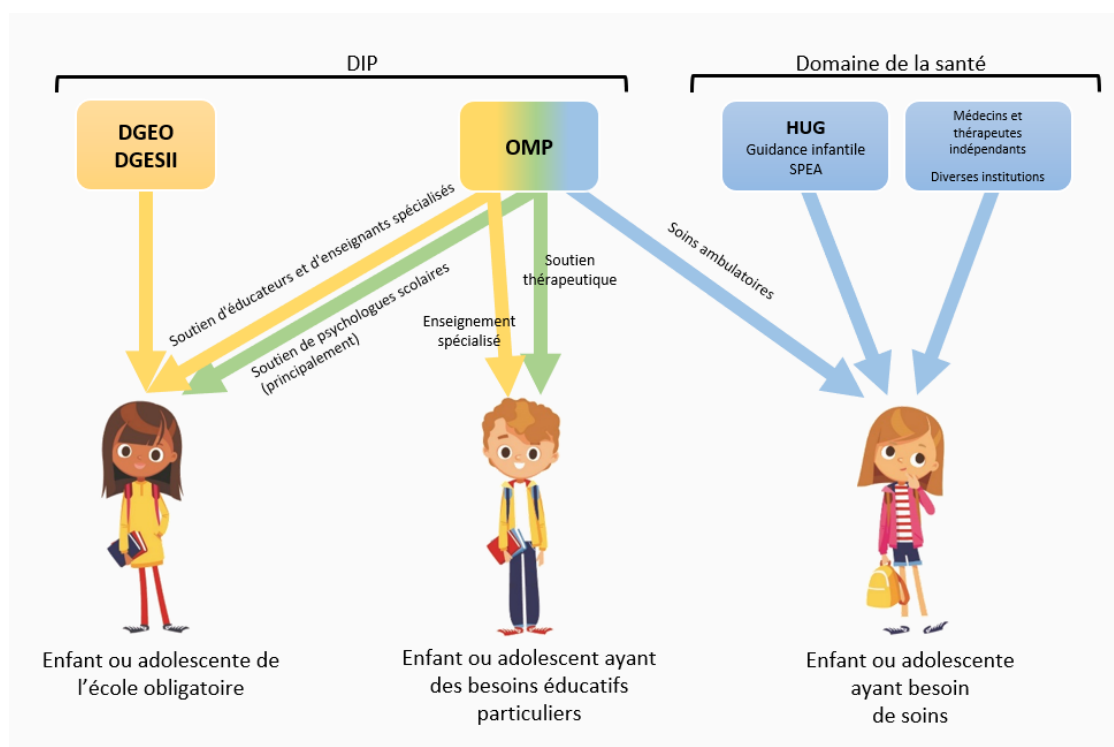 DIP
Domaine de la santé
DGEO
DGESII
OMP
HUG
Guidance infantile
SPEA
Médecins et
thérapeutes
indépendants
Diverses institutions
Soutien d'éducateurs et d'enseignants spécialisés
Soutien de psychologues scolaires
(principalement)
Enseignement
spécialisé
Soutien
thérapeutique
Soins ambulatoires
Enfant ou adolescente de
l’école obligatoire
Enfant ou adolescent ayant
des besoins éducatifs
particuliers
Enfant ou adolescente
ayant besoin
de soins